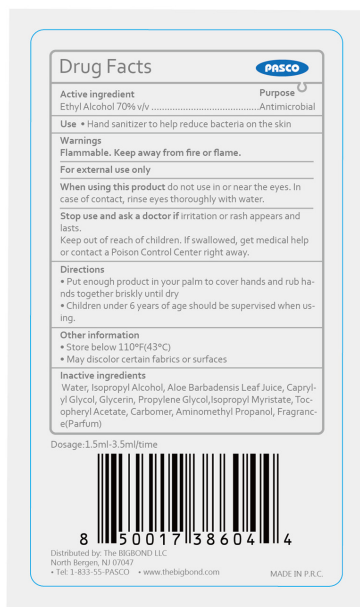 Drug Facts PASCO
Active ingredient Purpose
Ethyl Alcohol 70% v/v ..........................................Antimicrobial
Use • Hand sanitizer to help reduce bacteria on the skin
Warnings
Flammable. Keep away from fire or flame.
For external use only
When using this product do not use in or near the eyes. In
case of contact, rinse eyes thoroughly with water.
Stop use and ask a doctor if irritation or rash appears and
lasts.
Keep out of reach of children. If swallowed, get medical help
or contact a Poison Control Center right away.
Directions
• Put enough product in your palm to cover hands and rub ha-
nds together briskly until dry
• Children under 6 years of age should be supervised when us-
ing.
Other information
• Store below 110°F(43°C)
• May discolor certain fabrics or surfaces
Inactive ingredients
Water, Isopropyl Alcohol, Aloe Barbadensis Leaf Juice, Capryl-
yl Glycol, Glycerin, Propylene Glycol,Isopropyl Myristate, Toc-
opheryl Acetate, Carbomer, Aminomethyl Propanol, Fragranc-
e(Parfum)
Dosage:1.5ml-3.5ml/time
8 50017 38604 4
Distributed by: The BIGBOND LLC
North Bergen, NJ 07047
• Tel: 1-833-55-PASCO • www.thebigbond.com MADE IN P.R.C.